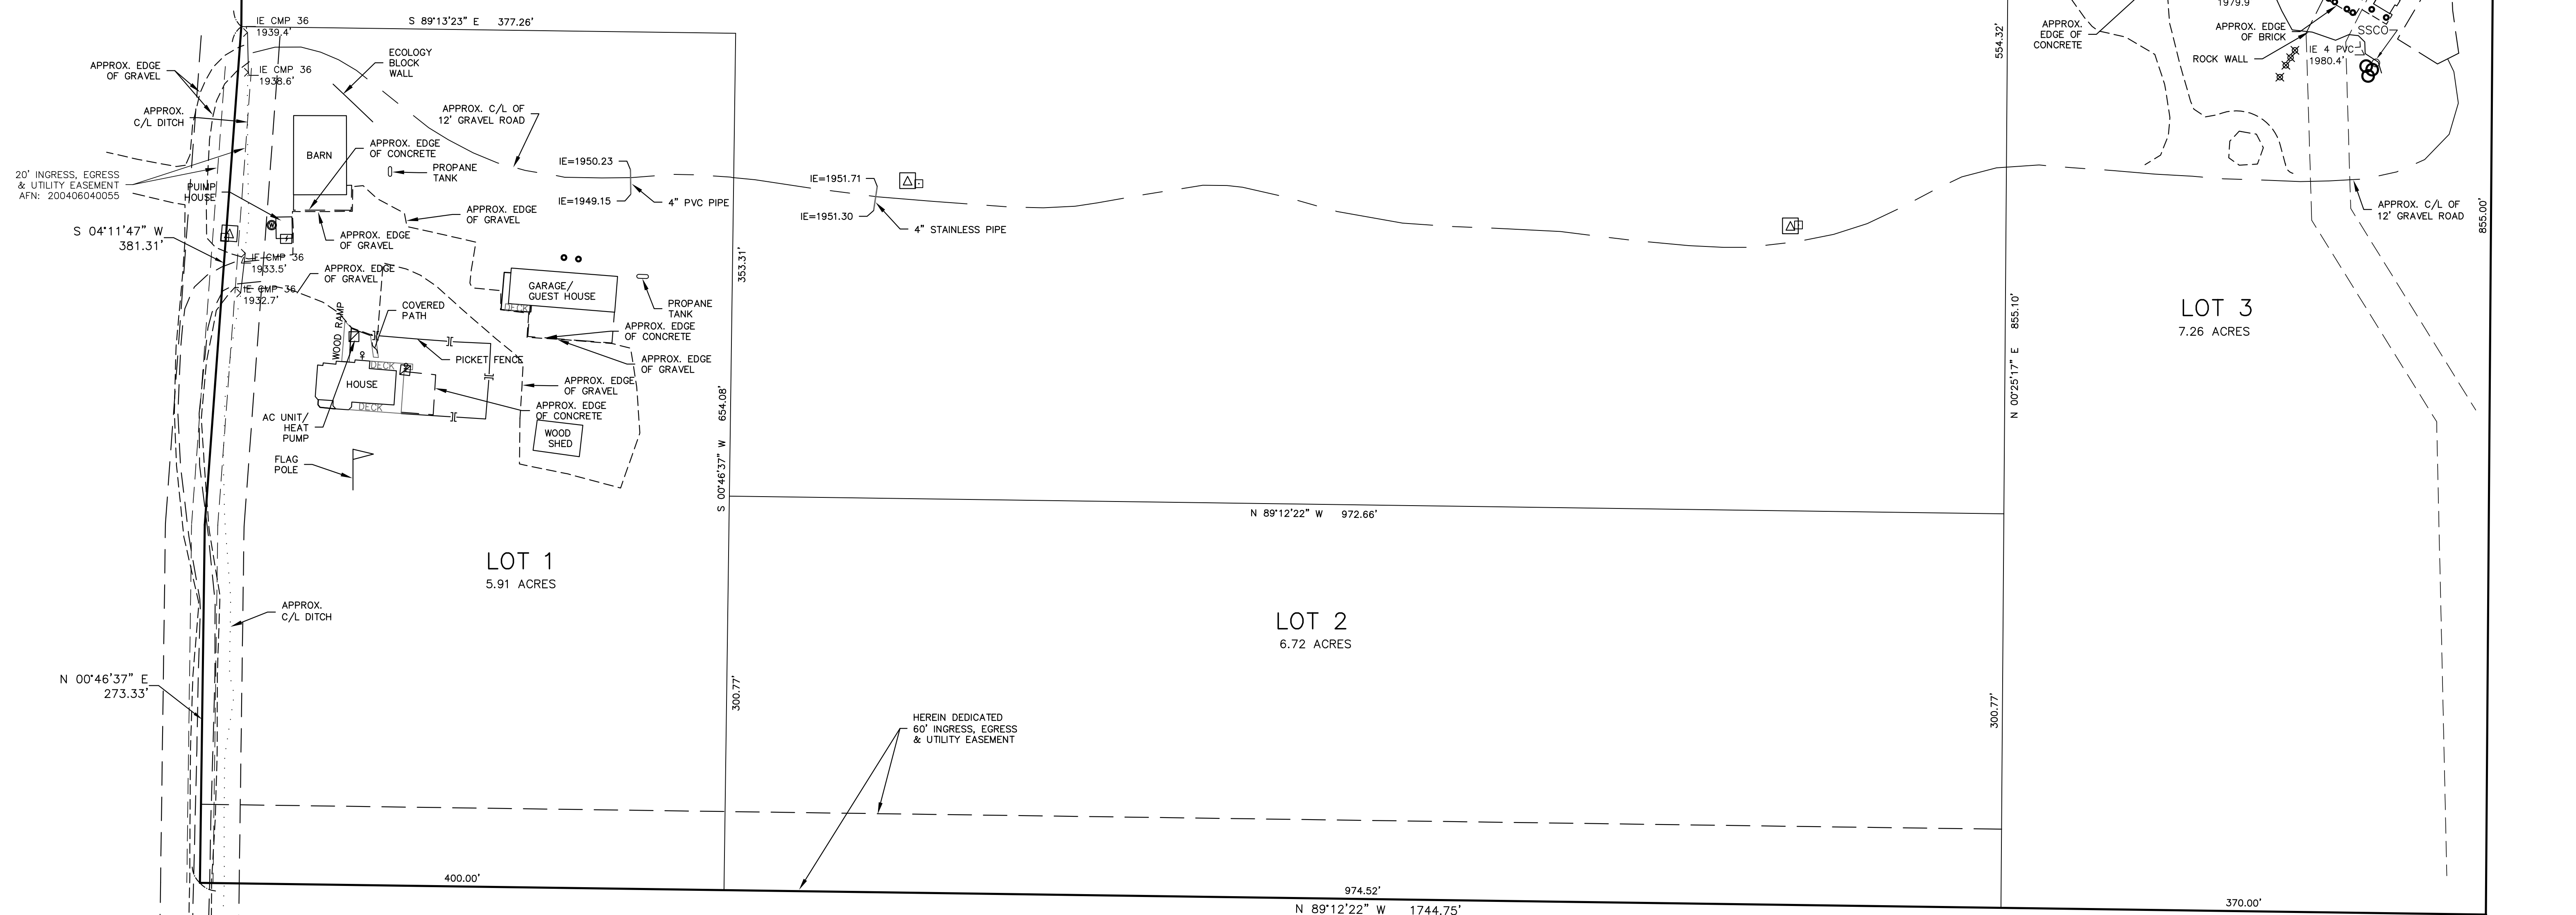 S 89°13'23" E 377.26'
IE CMP 36
1939.4'
IE CMP 36
1938.6'
APPROX. EDGE
OF GRAVEL
APPROX.
C/L DITCH
ECOLOGY
BLOCK
WALL
APPROX. C/L OF
12' GRAVEL ROAD
BARN
APPROX. EDGE
OF CONCRETE
PROPANE
TANK
20' INGRESS, EGRESS
& UTILITY EASEMENT
AFN: 200406040055
PUIMP
HOUSE
W
S 04°11'47" W
381.31'
APPROX. EDGE
OF GRAVEL
APPROX. EDGE
OF GRAVEL
IE CMP 36
1933.5'
IE CMP 36
1932.7'
APPROX. EDGE
OF GRAVEL
IE=1950.23
IE=1949.15
4" PVC PIPE
IE=1951.71
IE=1951.30
4" STAINLESS PIPE
353.31'
GARAGE/
GUEST HOUSE
DECK
PROPANE
TANK
APPROX. EDGE
OF CONCRETE
APPROX. EDGE
OF GRAVEL
WOOD RAMP
COVERED
PATH
PICKET FENCE
DECK
HOUSE
DECK
APPROX. EDGE
OF GRAVEL
APPROX. EDGE
OF CONCRETE
WOOD
SHED
AC UNIT/
HEAT
PUMP
FLAG
POLE
S 00°46'37" W 654.08'
LOT 1
5.91 ACRES
APPROX.
C/L DITCH
N 00°46'37" E
273.33'
300.77'
400.00'
N 89°12'22" W 972.66'
LOT 2
6.72 ACRES
HEREIN DEDICATED
60' INGRESS, EGRESS
& UTILITY EASEMENT
974.52'
N 89°12'22" W 1744.75'
300.77'
554.32'
N 00°25'17" E 855.10'
APPROX.
EDGE OF
CONCRETE
1979.9
APPROX. EDGE
OF BRICK
ROCK WALL
SSCO
IE 4 PVC
1980.4'
APPROX. C/L OF
12' GRAVEL ROAD
855.00'
LOT 3
7.26 ACRES
370.00'